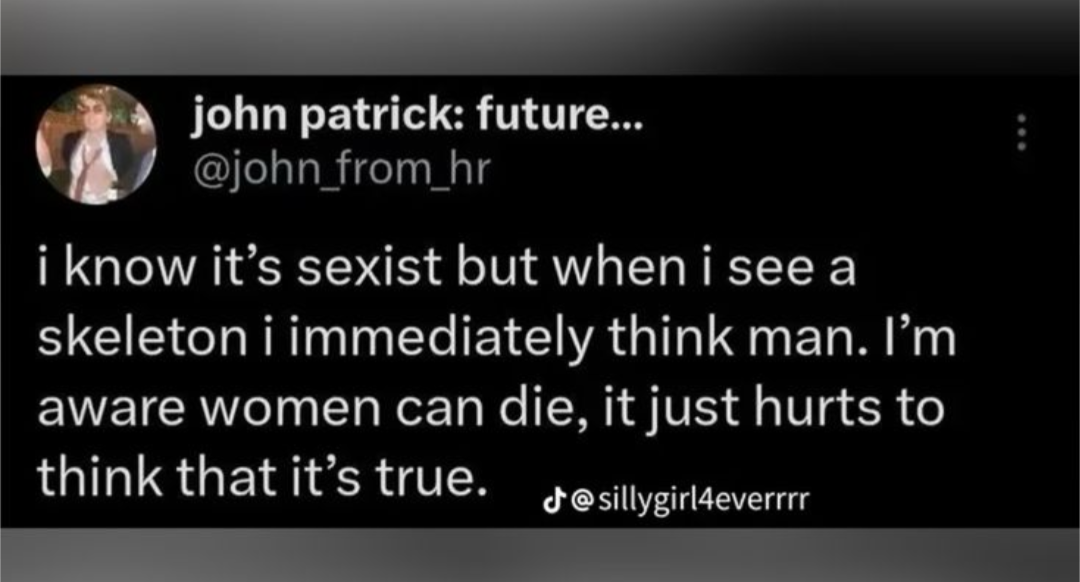 john patrick: future...
@john_from_hr
i know it’s sexist but when i see a
skeleton i immediately think man. I’m
aware women can die, it just hurts to
think that it’s true.
@sillygirl4everrrr